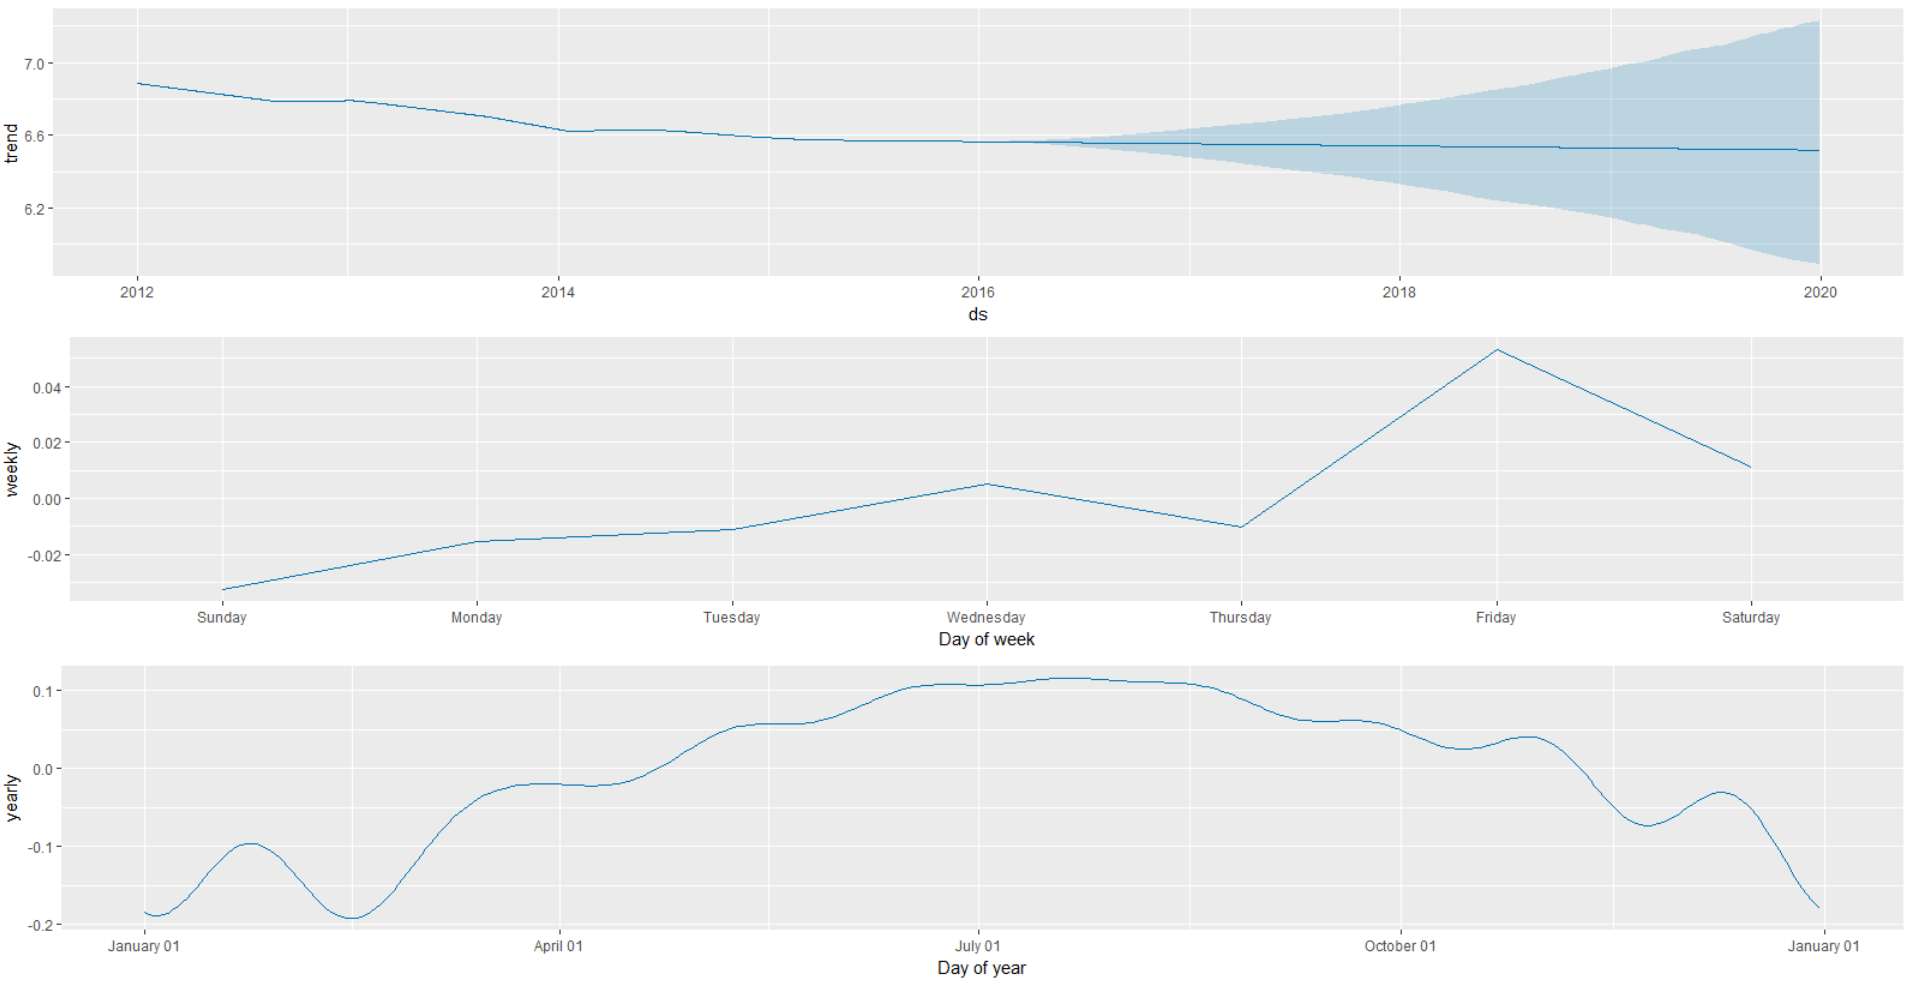 trend
7.0
6.6
6.2
2012 2014 2016 2018 2020
ds
weekly
0.04
0.02
0.00
-0.02
Sunday Monday Tuesday Wednesday Thursday Friday Saturday
Day of week
yearly
0.1
0.0
-0.1
-0.2
January 01 April 01 July 01 October 01 January 01
Day of year